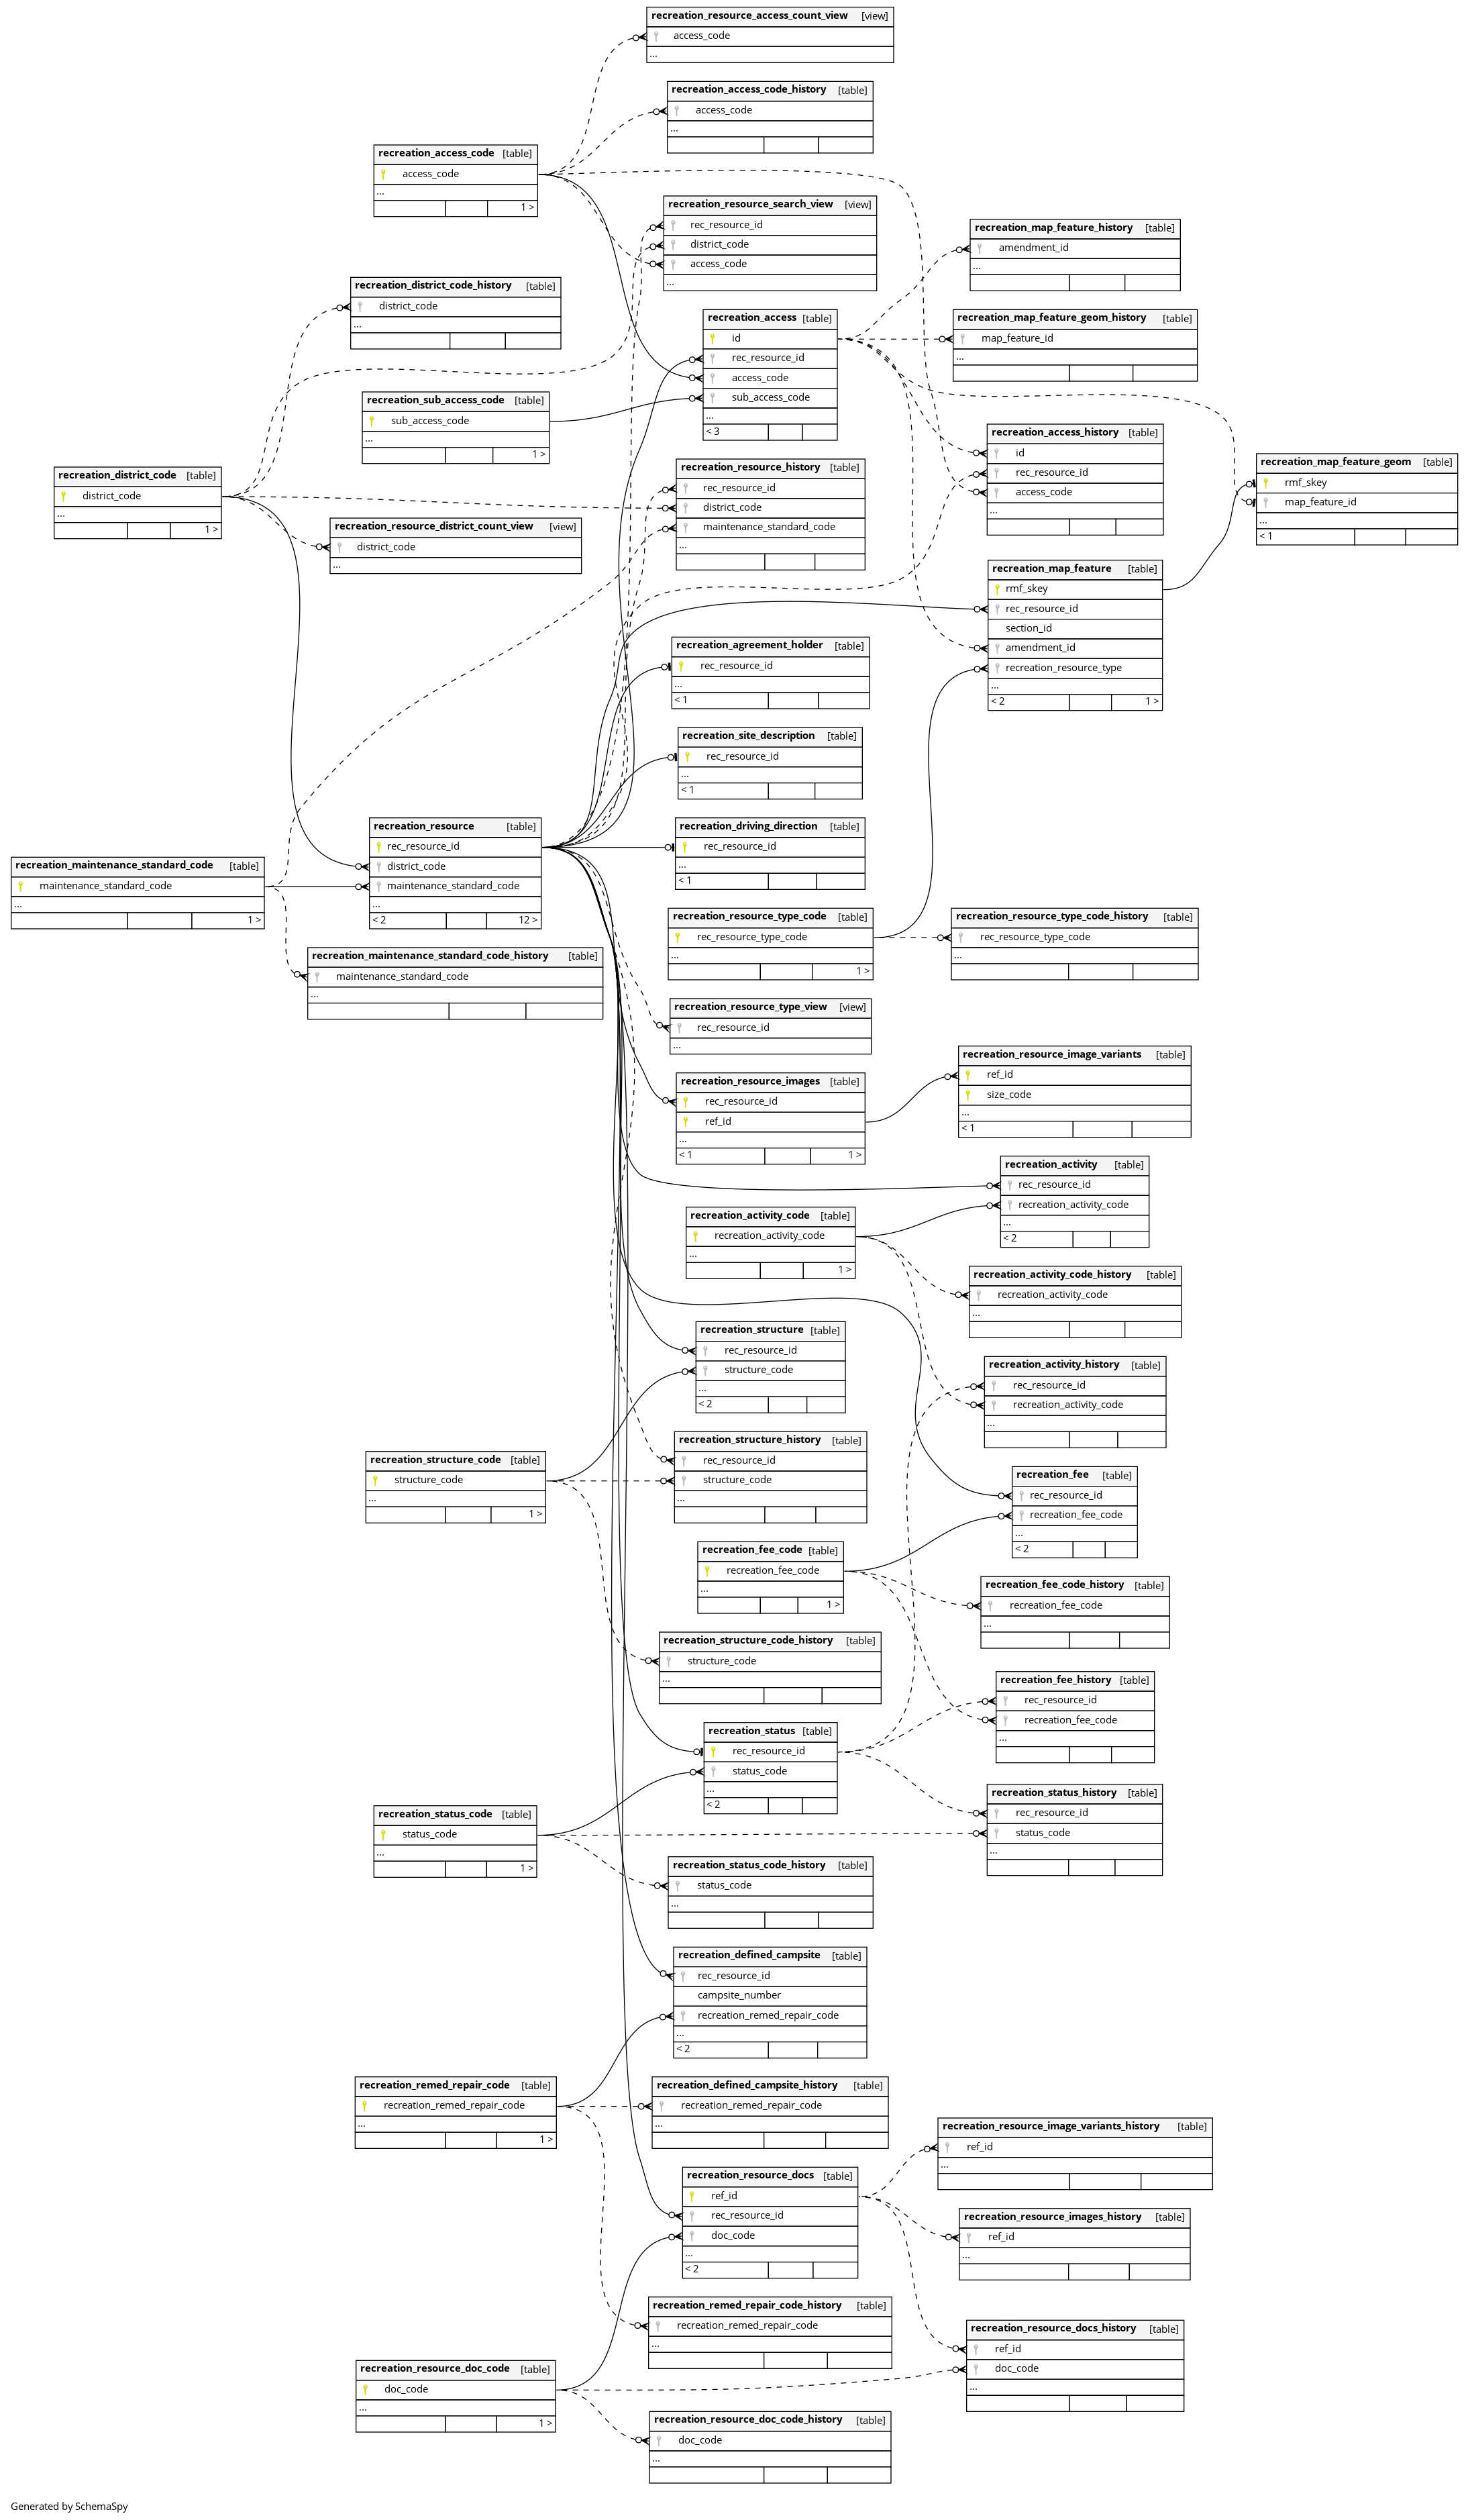 recreation_resource_access_count_view [view]
access_code
...
recreation_access_code_history [table]
access_code
...
recreation_access_code [table]
access_code
...
1 >
recreation_resource_search_view [view]
rec_resource_id
district_code
access_code
...
recreation_map_feature_history [table]
amendment_id
...
recreation_district_code_history [table]
district_code
...
recreation_access [table]
id
rec_resource_id
access_code
sub_access_code
...
< 3
recreation_map_feature_geom_history [table]
map_feature_id
...
recreation_sub_access_code [table]
sub_access_code
...
1 >
recreation_access_history [table]
id
rec_resource_id
access_code
...
recreation_map_feature_geom [table]
rmf_skey
map_feature_id
...
< 1
recreation_district_code [table]
district_code
...
1 >
recreation_resource_history [table]
rec_resource_id
district_code
maintenance_standard_code
...
recreation_resource_district_count_view [view]
district_code
...
recreation_map_feature [table]
rmf_skey
rec_resource_id
section_id
amendment_id
recreation_resource_type
...
< 2 1 >
recreation_agreement_holder [table]
rec_resource_id
...
< 1
recreation_site_description [table]
rec_resource_id
...
< 1
recreation_resource [table]
rec_resource_id
district_code
maintenance_standard_code
...
< 2 12 >
recreation_driving_direction [table]
rec_resource_id
...
< 1
recreation_maintenance_standard_code [table]
maintenance_standard_code
...
1 >
recreation_resource_type_code [table]
rec_resource_type_code
...
1 >
recreation_resource_type_code_history [table]
rec_resource_type_code
...
recreation_maintenance_standard_code_history [table]
maintenance_standard_code
...
recreation_resource_type_view [view]
rec_resource_id
...
recreation_resource_image_variants [table]
ref_id
size_code
...
< 1
recreation_resource_images [table]
rec_resource_id
ref_id
...
< 1 1 >
recreation_activity [table]
rec_resource_id
recreation_activity_code
...
< 2
recreation_activity_code [table]
recreation_activity_code
...
1 >
recreation_activity_code_history [table]
recreation_activity_code
...
recreation_structure [table]
rec_resource_id
structure_code
...
< 2
recreation_activity_history [table]
rec_resource_id
recreation_activity_code
...
recreation_structure_history [table]
rec_resource_id
structure_code
...
recreation_structure_code [table]
structure_code
...
1 >
recreation_fee [table]
rec_resource_id
recreation_fee_code
...
< 2
recreation_fee_code [table]
recreation_fee_code
...
1 >
recreation_fee_code_history [table]
recreation_fee_code
...
recreation_structure_code_history [table]
structure_code
...
recreation_fee_history [table]
rec_resource_id
recreation_fee_code
...
recreation_status [table]
rec_resource_id
status_code
...
< 2
recreation_status_history [table]
rec_resource_id
status_code
...
recreation_status_code [table]
status_code
...
1 >
recreation_status_code_history [table]
status_code
...
recreation_defined_campsite [table]
rec_resource_id
campsite_number
recreation_remed_repair_code
...
< 2
recreation_remed_repair_code [table]
recreation_remed_repair_code
...
1 >
recreation_defined_campsite_history [table]
recreation_remed_repair_code
...
recreation_resource_image_variants_history [table]
ref_id
...
recreation_resource_docs [table]
ref_id
rec_resource_id
doc_code
...
< 2
recreation_resource_images_history [table]
ref_id
...
recreation_remed_repair_code_history [table]
recreation_remed_repair_code
...
recreation_resource_docs_history [table]
ref_id
doc_code
...
recreation_resource_doc_code [table]
doc_code
...
1 >
recreation_resource_doc_code_history [table]
doc_code
...
Generated by SchemaSpy